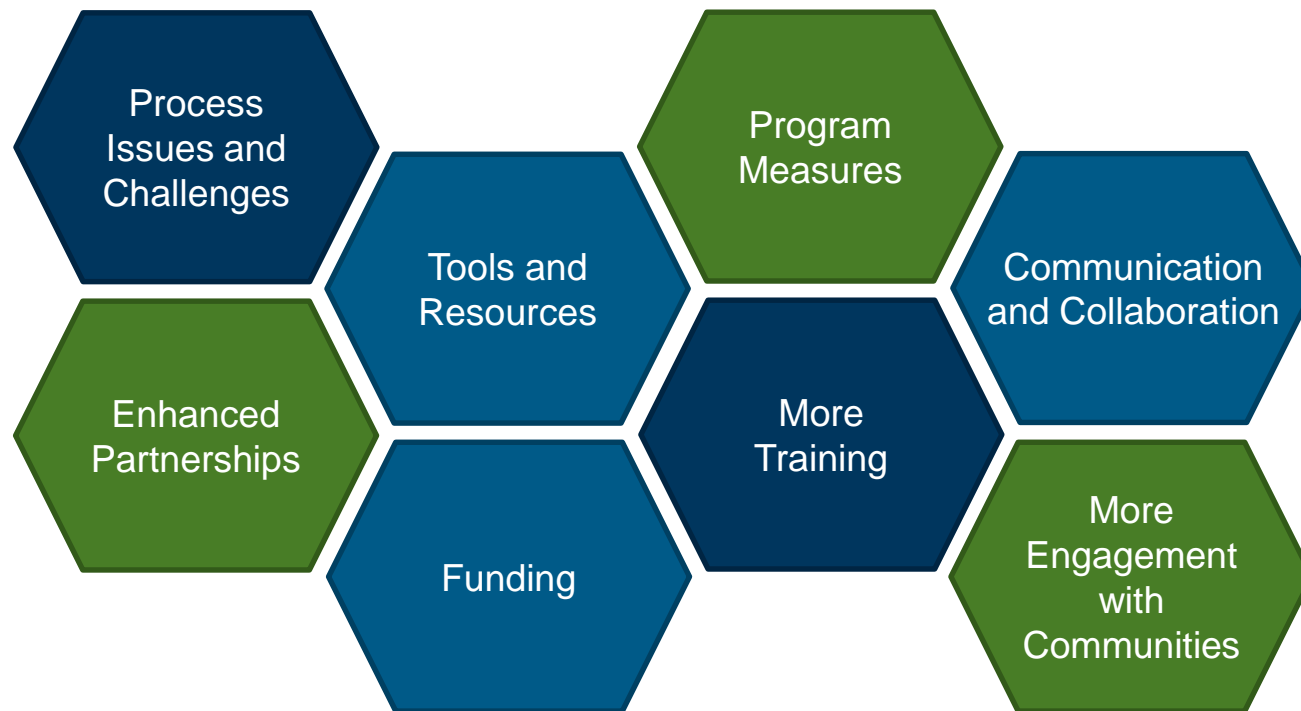 Process
Issues and
Challenges
Tools and
Resources
Program
Measures
Communication
and Collaboration
Enhanced
Partnerships
Funding
More
Training
More
Engagement
with
Communities